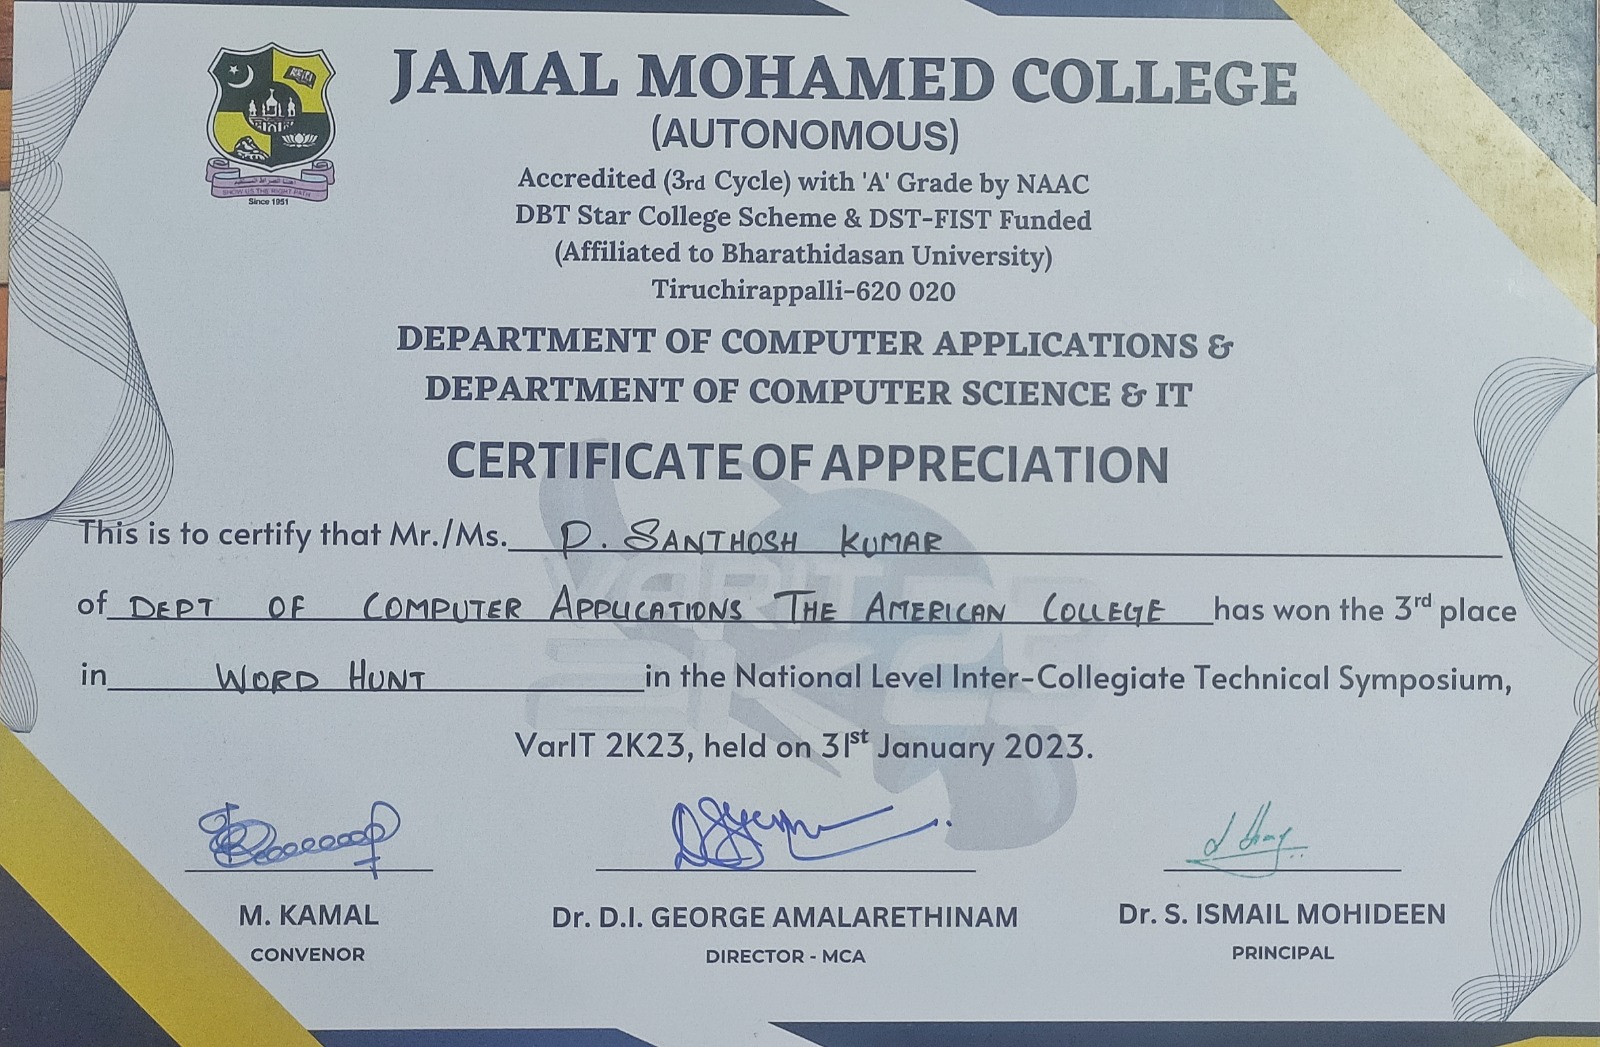 JAMAL MOHAMED COLLEGE
(AUTONOMOUS)
Accredited (3rd Cycle) with 'A' Grade by NAAC
DBT Star College Scheme & DST-FIST Funded
(Affiliated to Bharathidasan University)
Tiruchirappalli-620 020
SHOW US THE RIGHT PATH
Since 1951
DEPARTMENT OF COMPUTER APPLICATIONS &
DEPARTMENT OF COMPUTER SCIENCE & IT
CERTIFICATE OF APPRECIATION
This is to certify that Mr./Ms. D. SANTHOSH KUMAR
of DEPT OF COMPUTER APPLICATIONS THE AMERICAN COLLEGE has won the 3rd place
in WORD HUNT in the National Level Inter-Collegiate Technical Symposium,
VarIT 2K23, held on 31st January 2023.
M. KAMAL
CONVENOR
Dr. D.I. GEORGE AMALARETHINAM
DIRECTOR - MCA
Dr. S. ISMAIL MOHIDEEN
PRINCIPAL